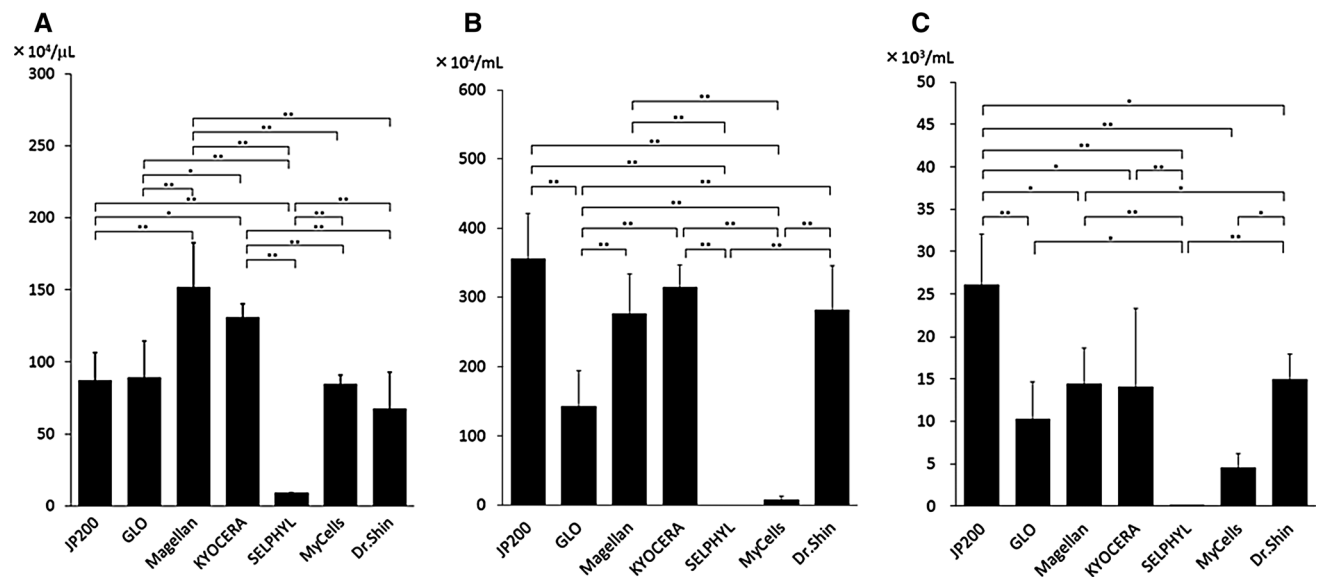 A
B
C
×10⁴/μL
×10⁴/mL
×10³/mL
300
250
200
150
100
50
0
JP200
GLO
Magellan
KYOCERA
SELPHYL
MyCells
Dr.Shin
600
500
400
300
200
100
0
JP200
GLO
Magellan
KYOCERA
SELPHYL
MyCells
Dr.Shin
50
45
40
35
30
25
20
15
10
5
0
JP200
GLO
Magellan
KYOCERA
SELPHYL
MyCells
Dr.Shin